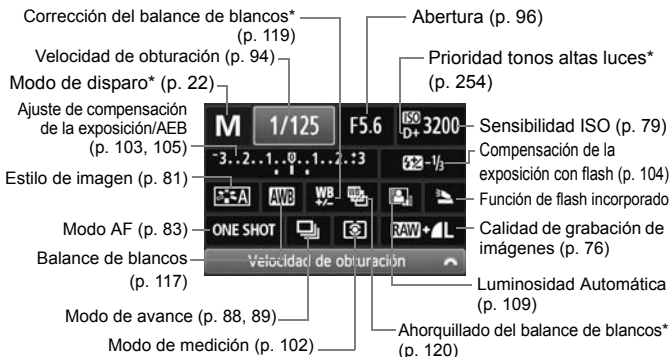 Corrección del balance de blancos*
(p. 119)
Velocidad de obturación (p. 94)
Modo de disparo* (p. 22)
Ajuste de compensación
de la exposición/AEB
(p. 103, 105)
Estilo de imagen (p. 81)
Modo AF (p. 83)
Balance de blancos
(p. 117)
Modo de avance (p. 88, 89)
Modo de medición (p. 102)
Abertura (p. 96)
Prioridad tonos altas luces*
(p. 254)
Sensibilidad ISO (p. 79)
Compensación de la
exposición con flash (p. 104)
Función de flash incorporado
Calidad de grabación de
imágenes (p. 76)
Luminosidad Automática
(p. 109)
Ahorquillado del balance de blancos*
(p. 120)
M 1/125 F5.6 ISO D+ 3200
-3..2..1..0..1..2.:3 -1/3
A AWB WB +/- WB
ONE SHOT RAW+L
Velocidad de obturación